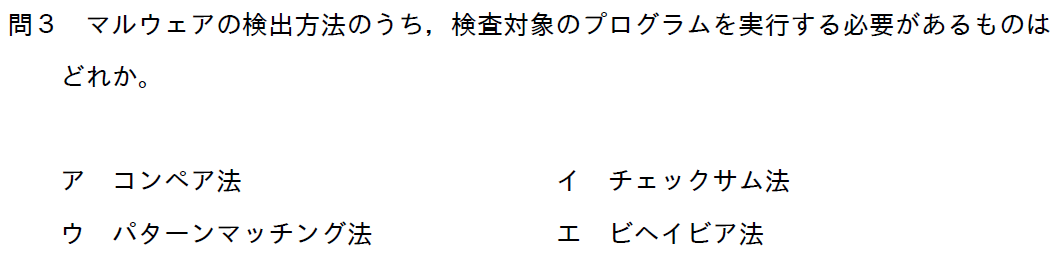 問３　マルウェアの検出方法のうち，検査対象のプログラムを実行する必要があるものは
どれか。
ア　コンペア法　イ　チェックサム法
ウ　パターンマッチング法　エ　ビヘイビア法